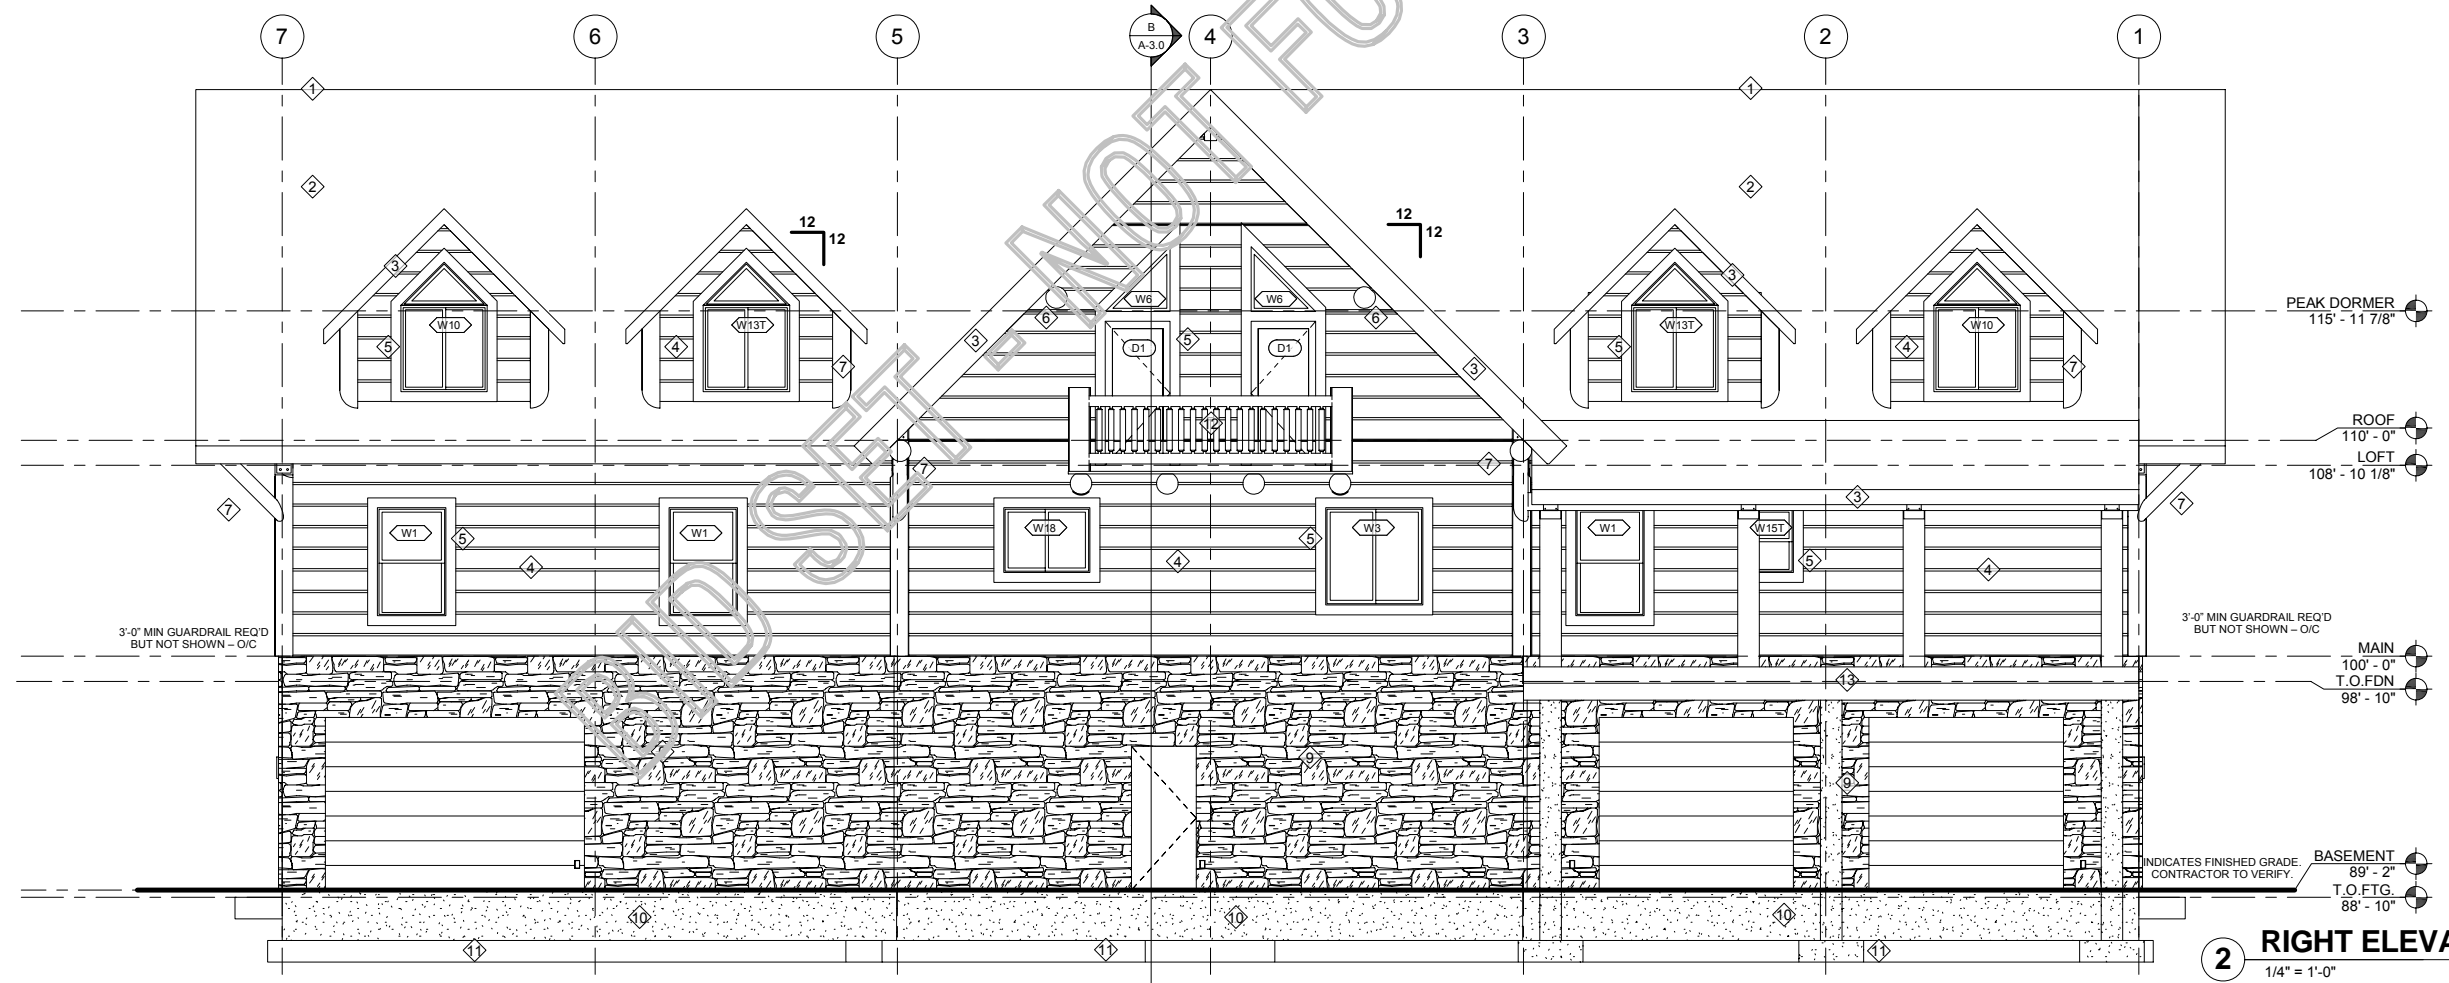 7
6
5
B
A-3.0
4
3
2
1
1
1
2
2
12
12
12
12
3
3
W10
W13T
W6
W6
W13T
W10
6
6
5
4
7
3
5
D1
D1
3
5
4
7
PEAK DORMER
115' - 11 7/8"
12
ROOF
110' - 0"
LOFT
108' - 10 1/8"
7
7
7
7
3
W1
W1
W18
W3
W1
W15T
5
5
5
4
4
4
3'-0" MIN GUARDRAIL REQ'D
BUT NOT SHOWN – O/C
3'-0" MIN GUARDRAIL REQ'D
BUT NOT SHOWN – O/C
MAIN
100' - 0"
T.O.FDN
98' - 10"
13
9
9
INDICATES FINISHED GRADE.
CONTRACTOR TO VERIFY.
BASEMENT
89' - 2"
T.O.FTG.
88' - 10"
10
10
10
11
11
11
2
RIGHT ELEVA
1/4" = 1'-0"
BID SET - NOT FO